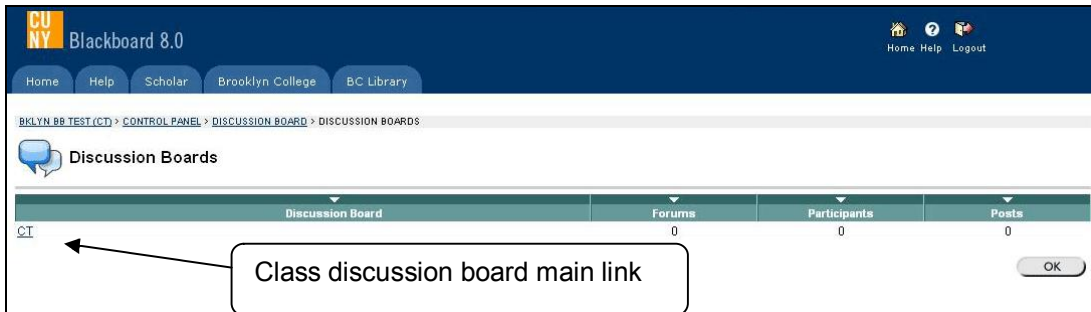 CU
NY Blackboard 8.0
Home Help Logout
Home Help Scholar Brooklyn College BC Library
BKLYN BB TEST (CT) > CONTROL PANEL > DISCUSSION BOARD > DISCUSSION BOARDS
Discussion Boards
Discussion Board Forums Participants Posts
CT 0 0 0
Class discussion board main link
OK